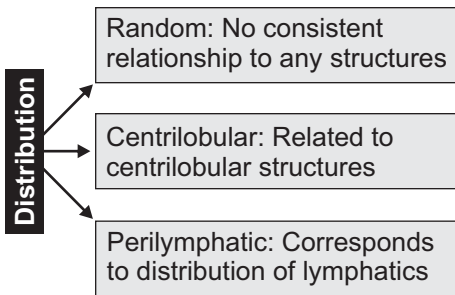 Distribution
Random: No consistent
relationship to any structures
Centrilobular: Related to
centrilobular structures
Perilymphatic: Corresponds
to distribution of lymphatics